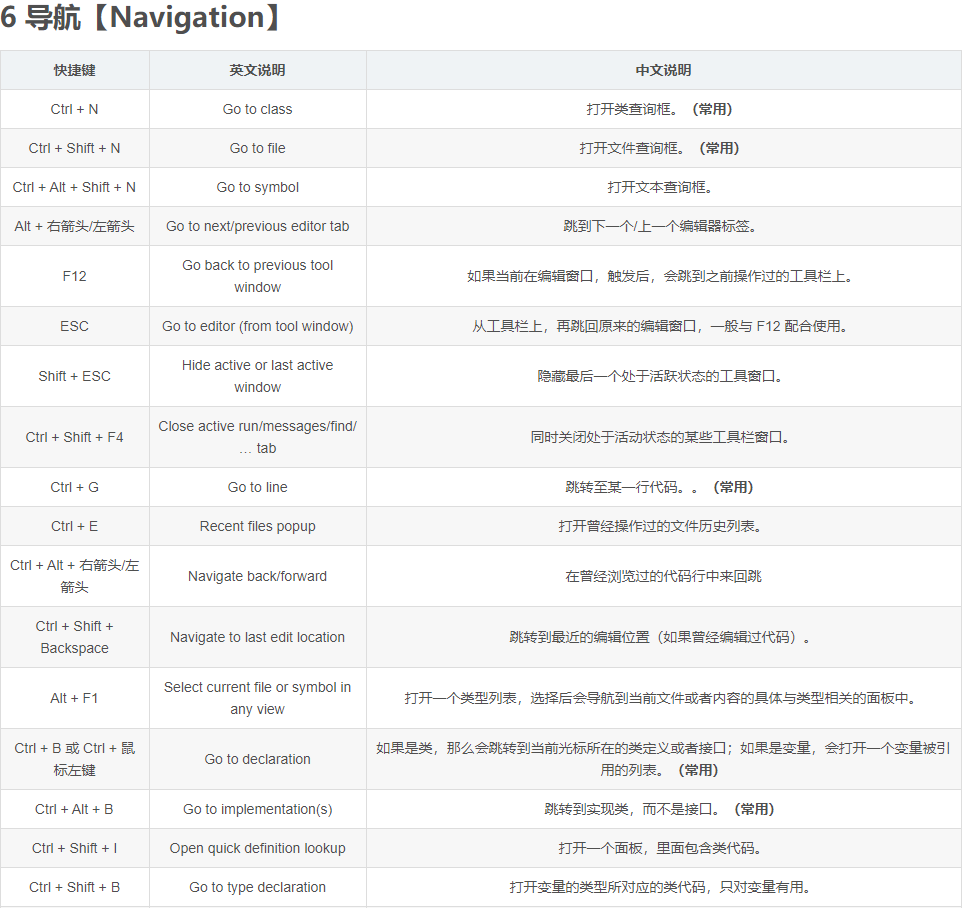 6 导航【Navigation】
快捷键 英文说明 中文说明
Ctrl + N Go to class 打开类查询框。（常用）
Ctrl + Shift + N Go to file 打开文件查询框。（常用）
Ctrl + Alt + Shift + N Go to symbol 打开文本查询框。
Alt + 右箭头/左箭头 Go to next/previous editor tab 跳到下一个/上一个编辑器标签。
F12 Go back to previous tool
window 如果当前在编辑窗口，触发后，会跳到之前操作过的工具栏上。
ESC Go to editor (from tool window) 从工具栏上，再跳回原来的编辑窗口，一般与 F12 配合使用。
Shift + ESC Hide active or last active
window 隐藏最后一个处于活跃状态的工具窗口。
Ctrl + Shift + F4 Close active run/messages/find/
… tab 同时关闭处于活动状态的某些工具栏窗口。
Ctrl + G Go to line 跳转至某一行代码。。（常用）
Ctrl + E Recent files popup 打开曾经操作过的文件历史列表。
Ctrl + Alt + 右箭头/左
箭头 Navigate back/forward 在曾经浏览过的代码行中来回跳
Ctrl + Shift +
Backspace Navigate to last edit location 跳转到最近的编辑位置（如果曾经编辑过代码）。
Alt + F1 Select current file or symbol in
any view 打开一个类型列表，选择后会导航到当前文件或者内容的具体与类型相关的面板中。
Ctrl + B 或 Ctrl + 鼠
标左键 Go to declaration 如果是类，那么会跳转到当前光标所在的类定义或者接口；如果是变量，会打开一个变量被引
用的列表。（常用）
Ctrl + Alt + B Go to implementation(s) 跳转到实现类，而不是接口。（常用）
Ctrl + Shift + I Open quick definition lookup 打开一个面板，里面包含类代码。
Ctrl + Shift + B Go to type declaration 打开变量的类型所对应的类代码，只对变量有用。